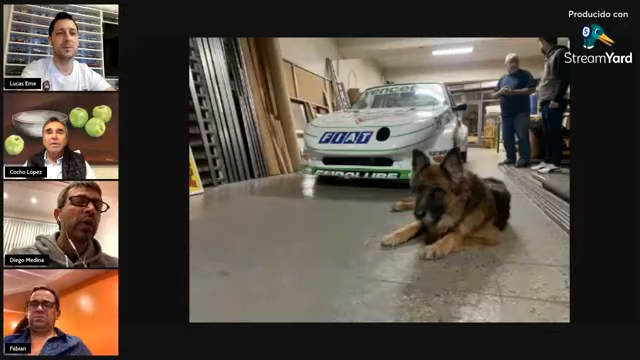 Producido con
StreamYard
Lucas Eme
Cocho López
Diego Medina
Fabian
FIAT